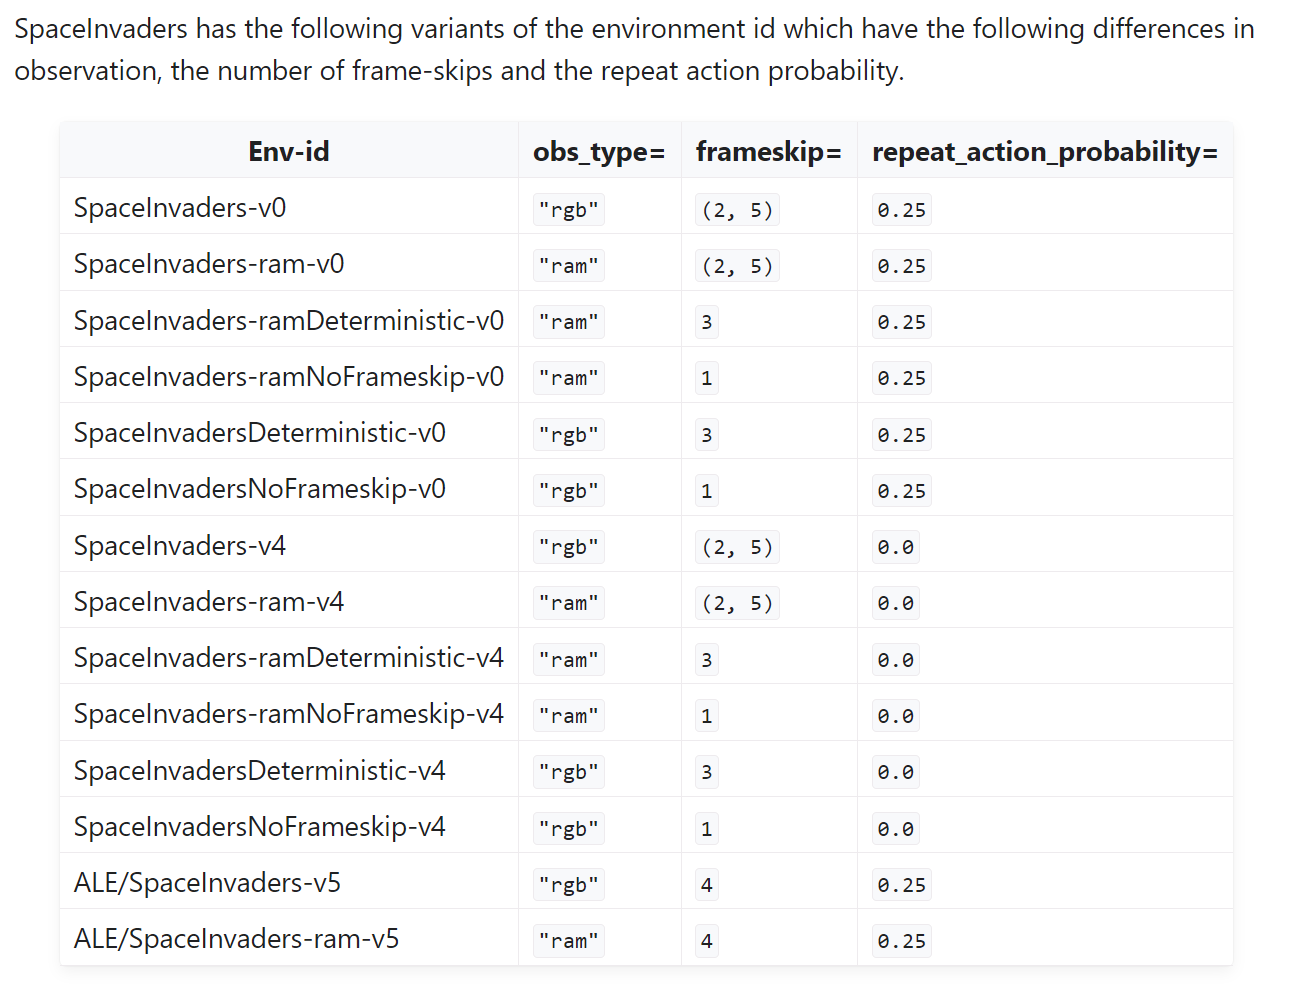 SpaceInvaders has the following variants of the environment id which have the following differences in
observation, the number of frame-skips and the repeat action probability.
Env-id obs_type= frameskip= repeat_action_probability=
SpaceInvaders-v0 "rgb" (2, 5) 0.25
SpaceInvaders-ram-v0 "ram" (2, 5) 0.25
SpaceInvaders-ramDeterministic-v0 "ram" 3 0.25
SpaceInvaders-ramNoFrameskip-v0 "ram" 1 0.25
SpaceInvadersDeterministic-v0 "rgb" 3 0.25
SpaceInvadersNoFrameskip-v0 "rgb" 1 0.25
SpaceInvaders-v4 "rgb" (2, 5) 0.0
SpaceInvaders-ram-v4 "ram" (2, 5) 0.0
SpaceInvaders-ramDeterministic-v4 "ram" 3 0.0
SpaceInvaders-ramNoFrameskip-v4 "ram" 1 0.0
SpaceInvadersDeterministic-v4 "rgb" 3 0.0
SpaceInvadersNoFrameskip-v4 "rgb" 1 0.0
ALE/SpaceInvaders-v5 "rgb" 4 0.25
ALE/SpaceInvaders-ram-v5 "ram" 4 0.25